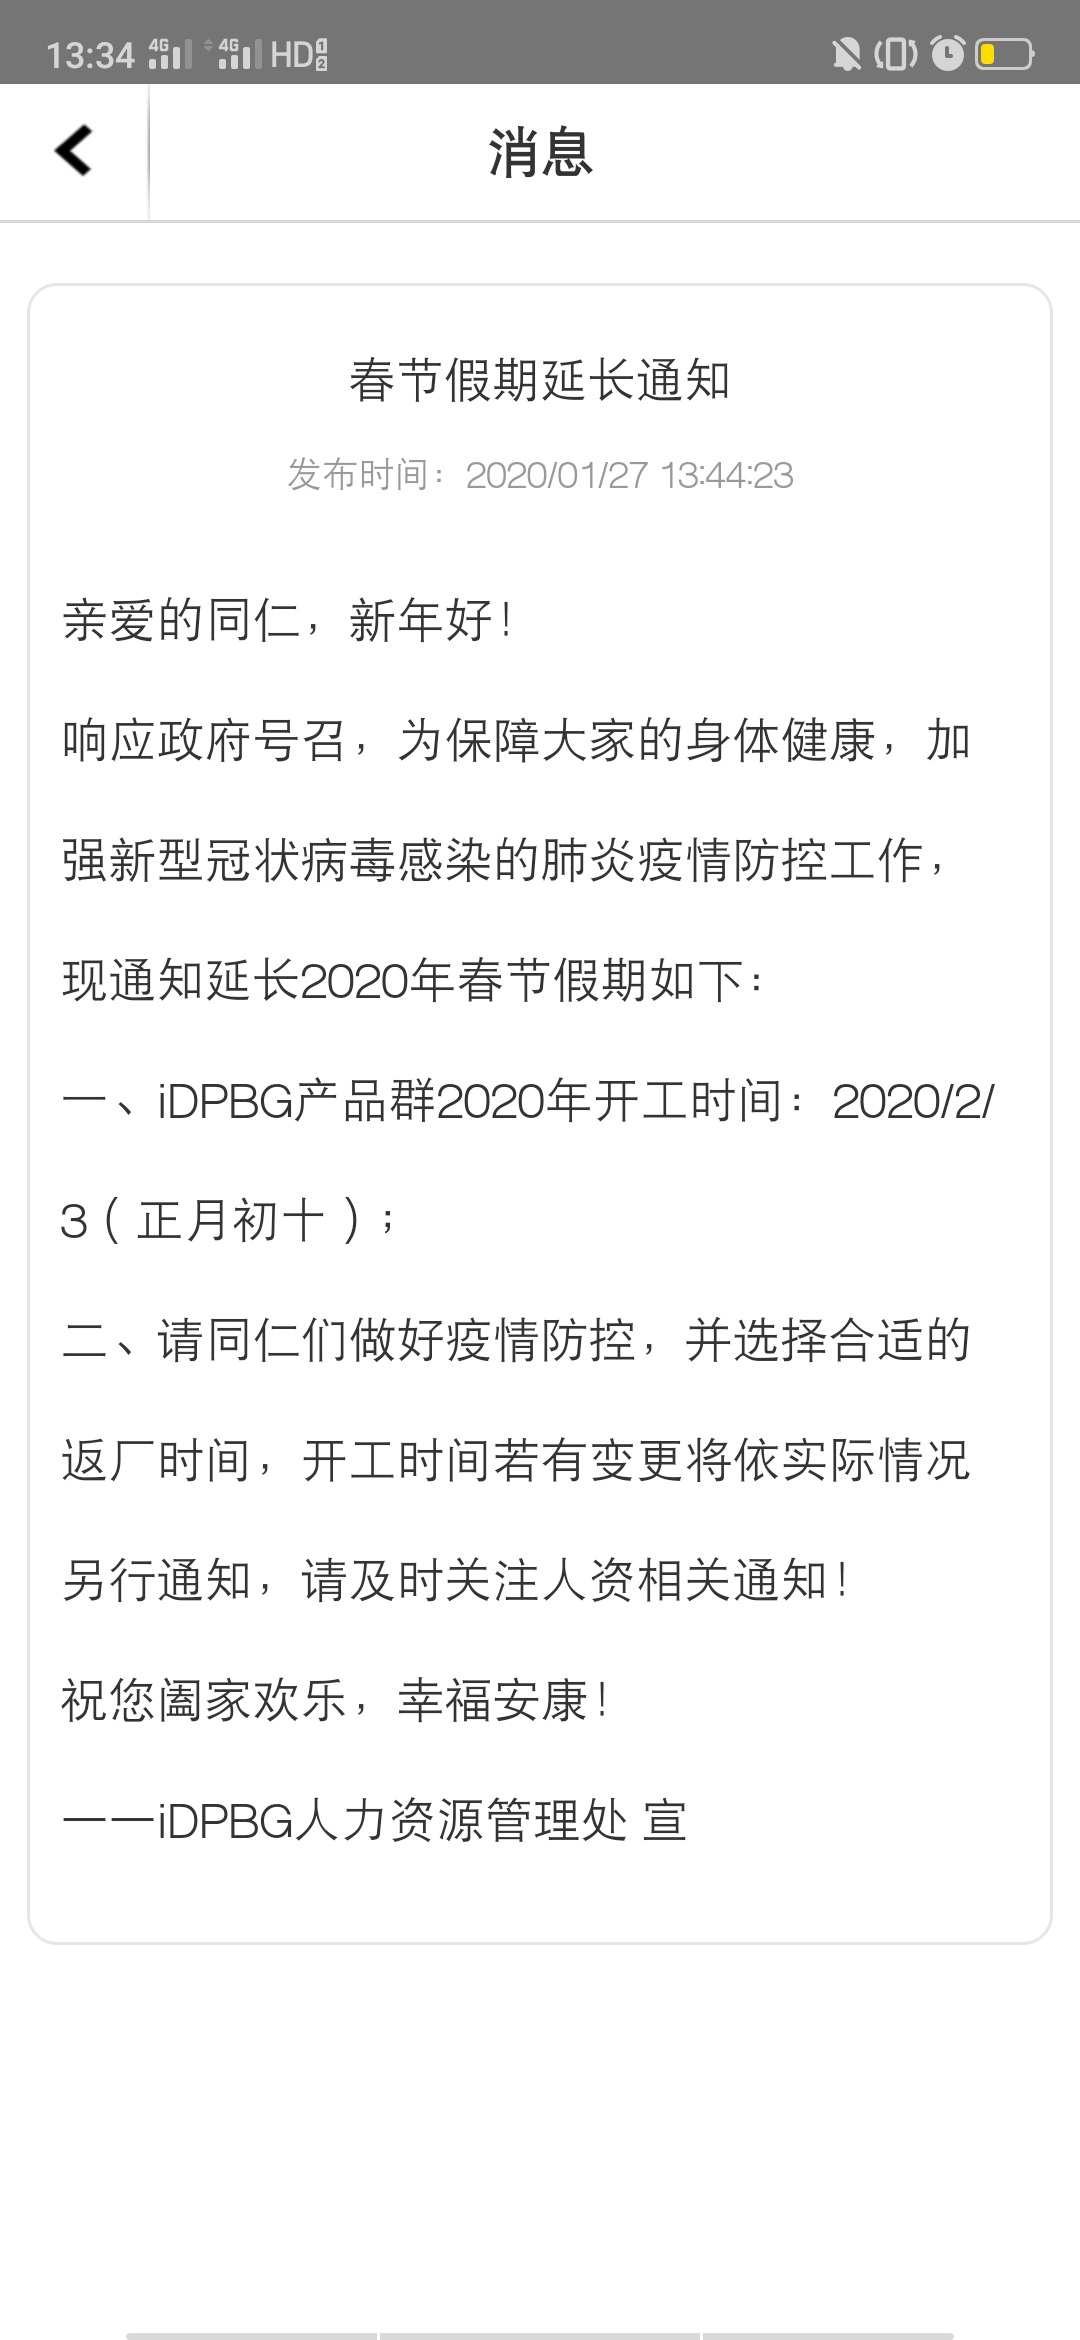 13:34 4G 4G HD 1 2
消息
春节假期延长通知
发布时间：2020/01/27 13:44:23
亲爱的同仁，新年好！
响应政府号召，为保障大家的身体健康，加
强新型冠状病毒感染的肺炎疫情防控工作，
现通知延长2020年春节假期如下：
一、iDPBG产品群2020年开工时间：2020/2/
3（正月初十）；
二、请同仁们做好疫情防控，并选择合适的
返厂时间，开工时间若有变更将依实际情况
另行通知，请及时关注人资相关通知！
祝您阖家欢乐，幸福安康！
——iDPBG人力资源管理处 宣